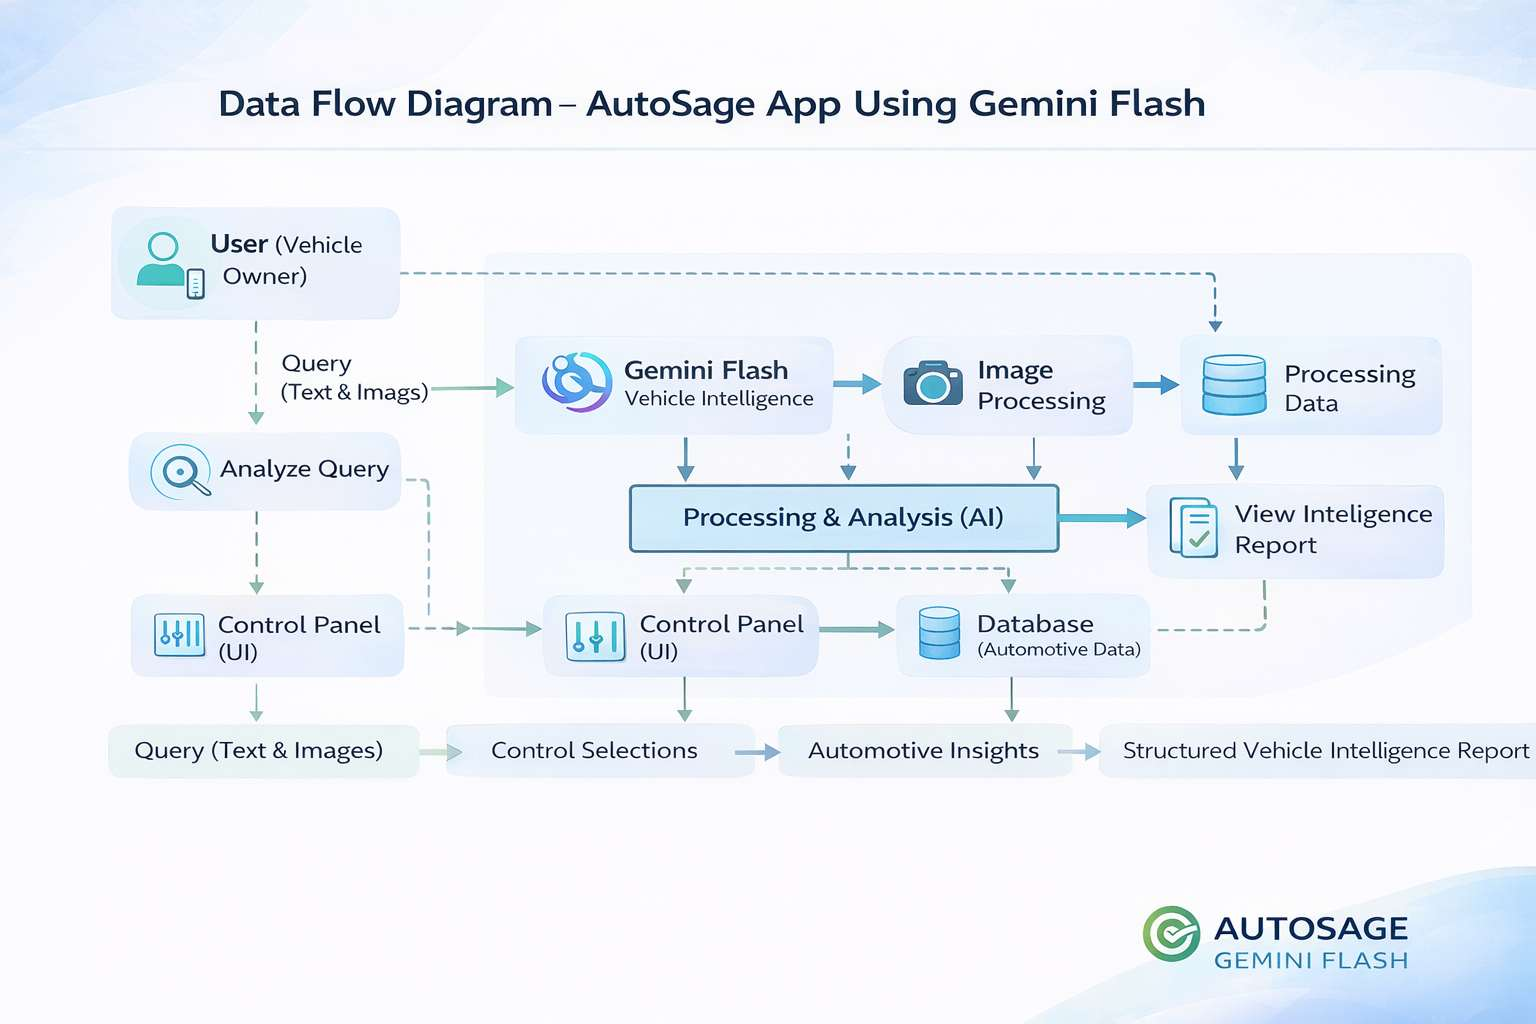 Data Flow Diagram – AutoSage App Using Gemini Flash
User (Vehicle
Owner)
Query
(Text & Imags)
Gemini Flash
Vehicle Intelligence
Image
Processing
Processing
Data
Analyze Query
Processing & Analysis (AI)
View Inteligence
Report
Control Panel
(UI)
Control Panel
(UI)
Database
(Automotive Data)
Query (Text & Images)
Control Selections
Automotive Insights
Structured Vehicle Intelligence Report
AUTOSAGE
GEMINI FLASH